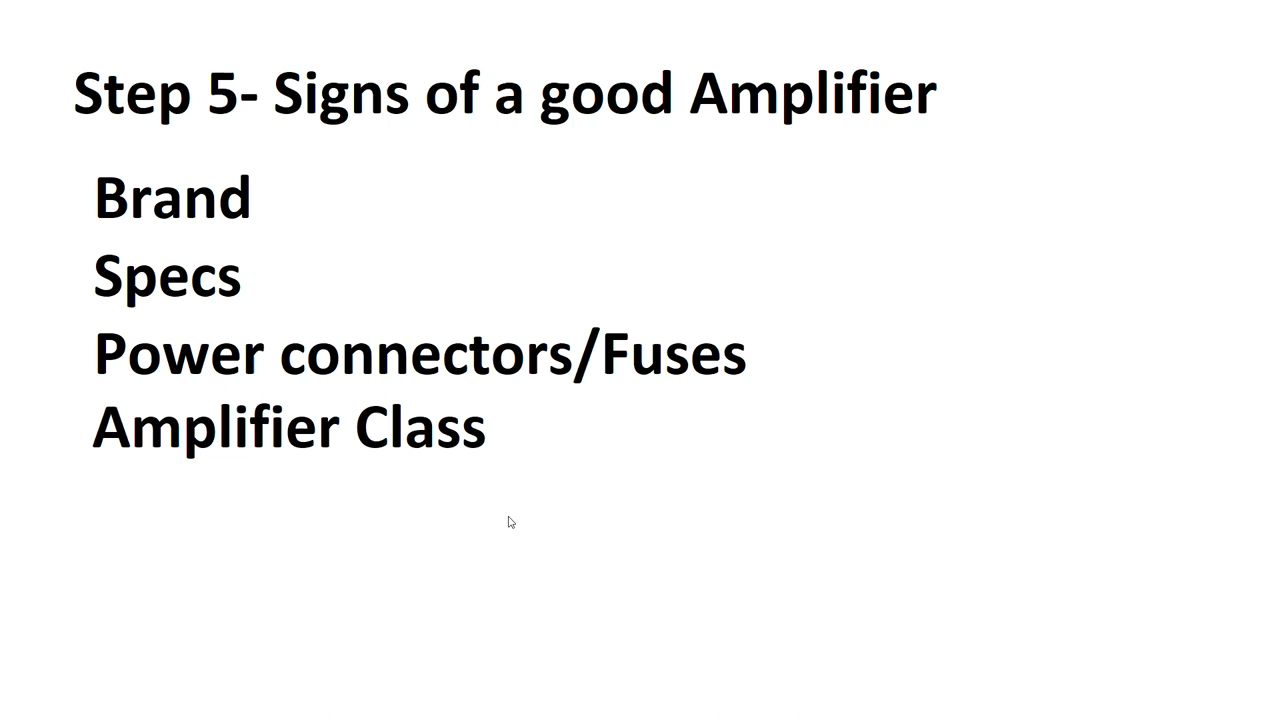 Step 5- Signs of a good Amplifier
Brand
Specs
Power connectors/Fuses
Amplifier Class